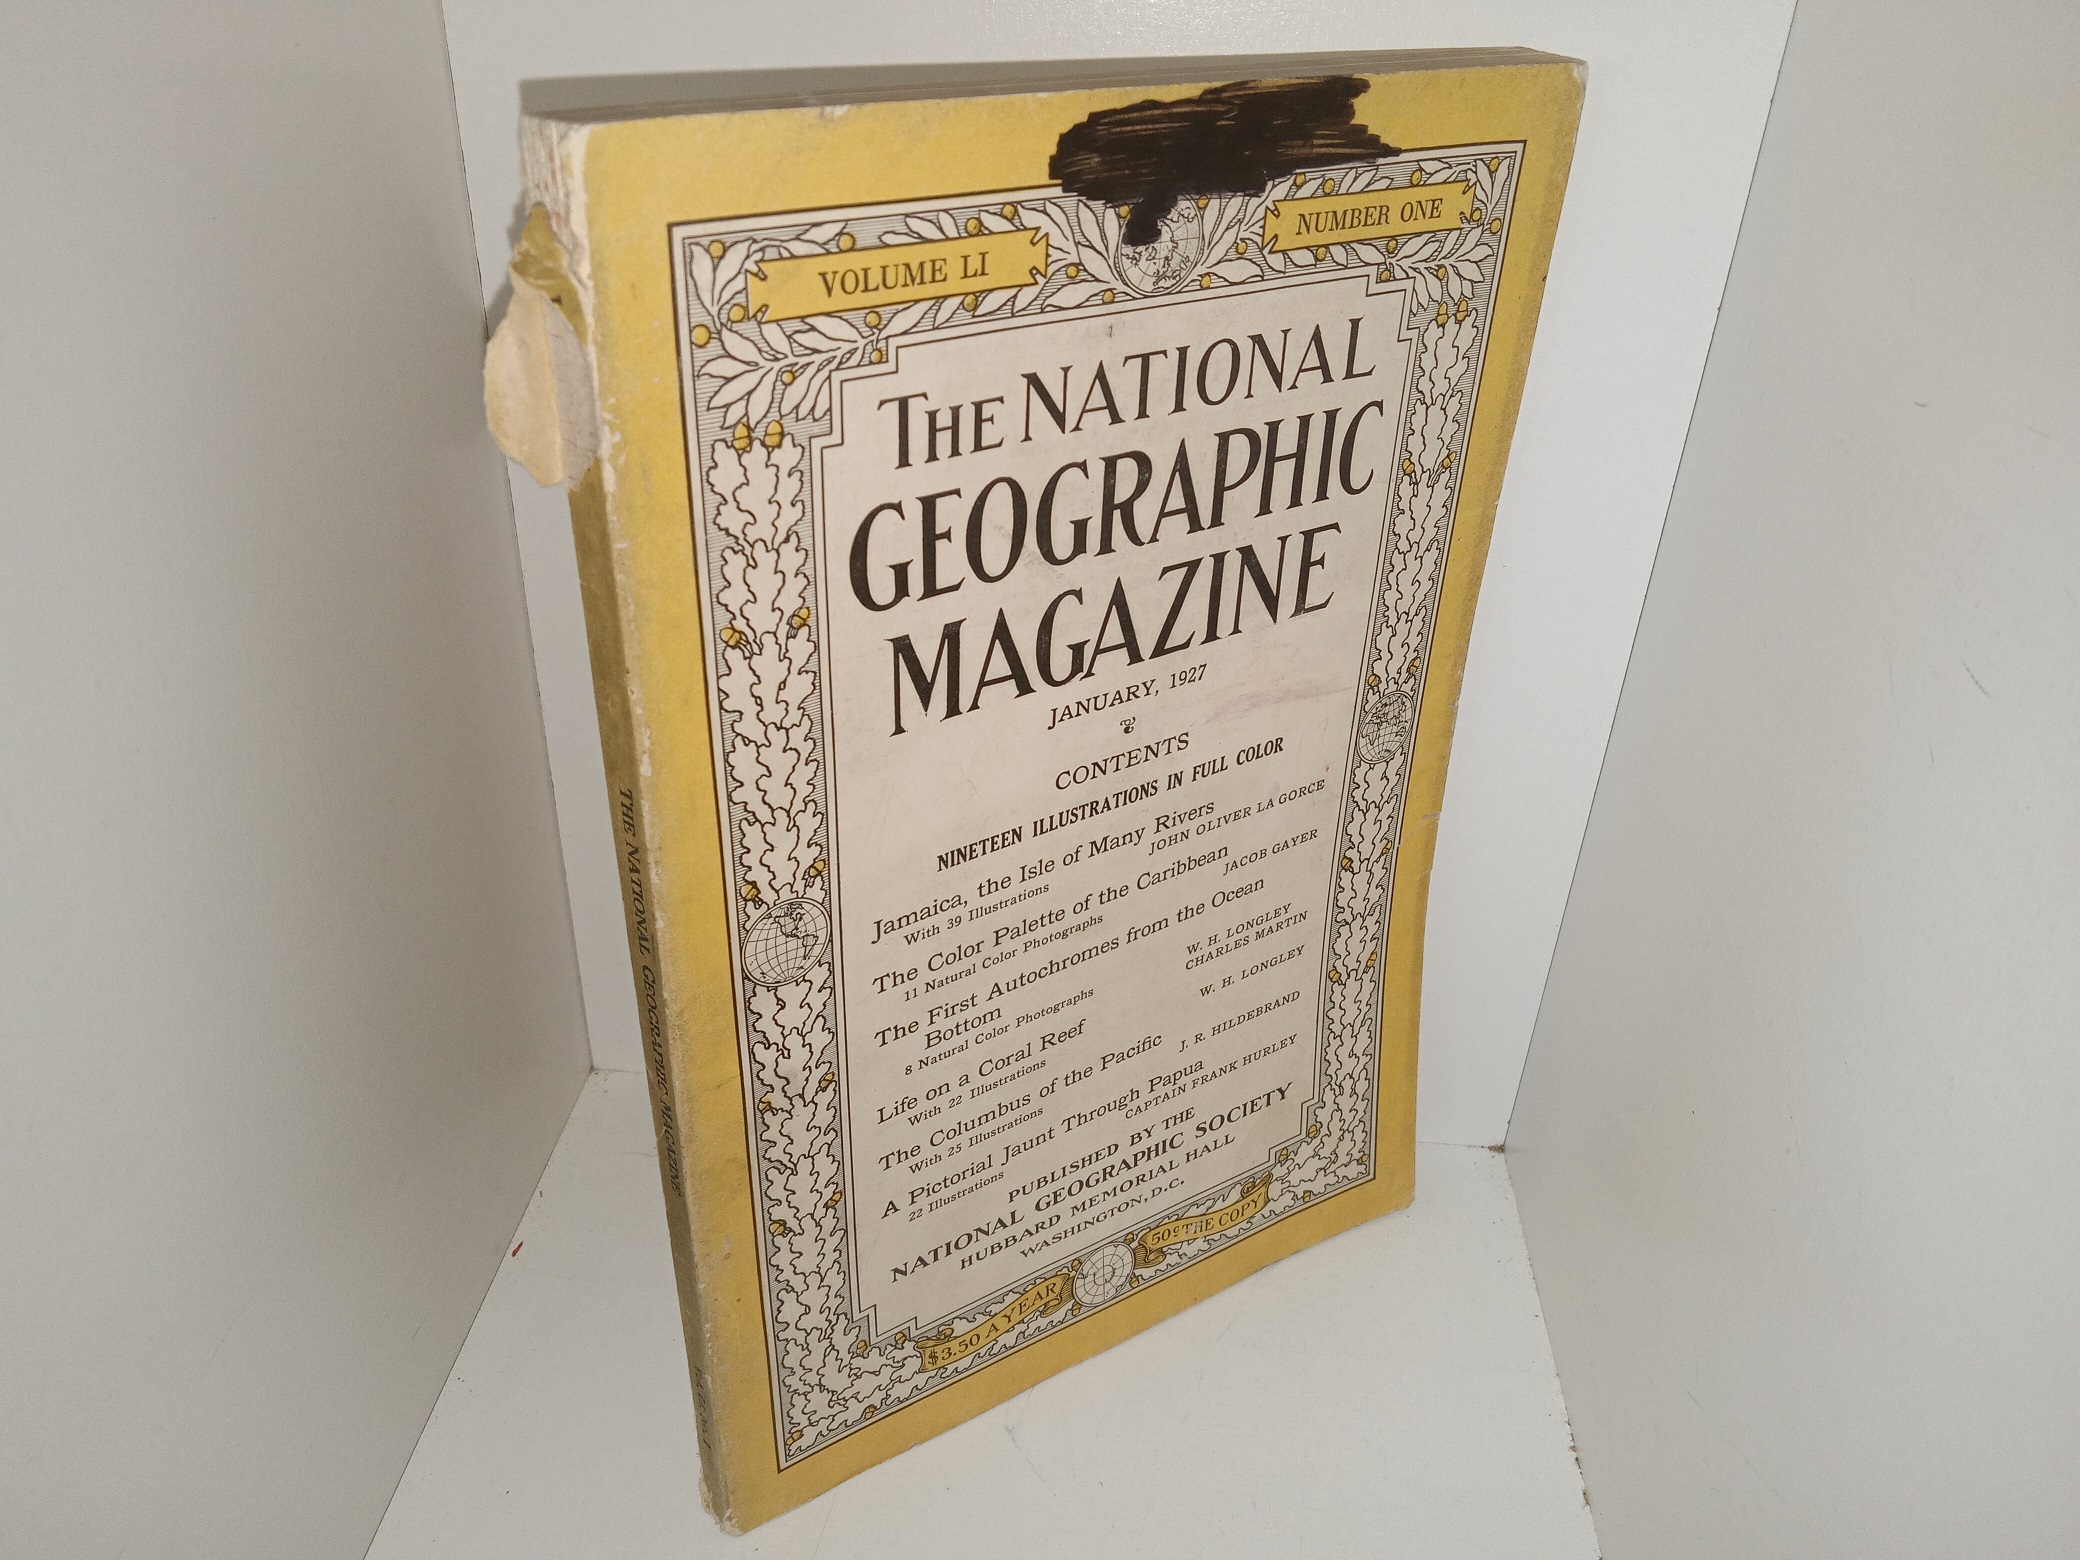 VOLUME LI
NUMBER ONE
THE NATIONAL
GEOGRAPHIC
MAGAZINE
JANUARY, 1927
CONTENTS
NINETEEN ILLUSTRATIONS IN FULL COLOR
Jamaica, the Isle of Many Rivers
With 39 Illustrations JOHN OLIVER LA GORCE
The Color Palette of the Caribbean
11 Natural Color Photographs JACOB GAYER
The First Autochromes from the Ocean
Bottom W. H. LONGLEY
8 Natural Color Photographs CHARLES MARTIN
Life on a Coral Reef W. H. LONGLEY
With 22 Illustrations
The Columbus of the Pacific J. R. HILDEBRAND
With 25 Illustrations
A Pictorial Jaunt Through Papua
22 Illustrations CAPTAIN FRANK HURLEY
PUBLISHED BY THE
NATIONAL GEOGRAPHIC SOCIETY
HUBBARD MEMORIAL HALL
WASHINGTON, D.C.
$3.50 A YEAR
50¢ THE COPY
THE NATIONAL GEOGRAPHIC MAGAZINE